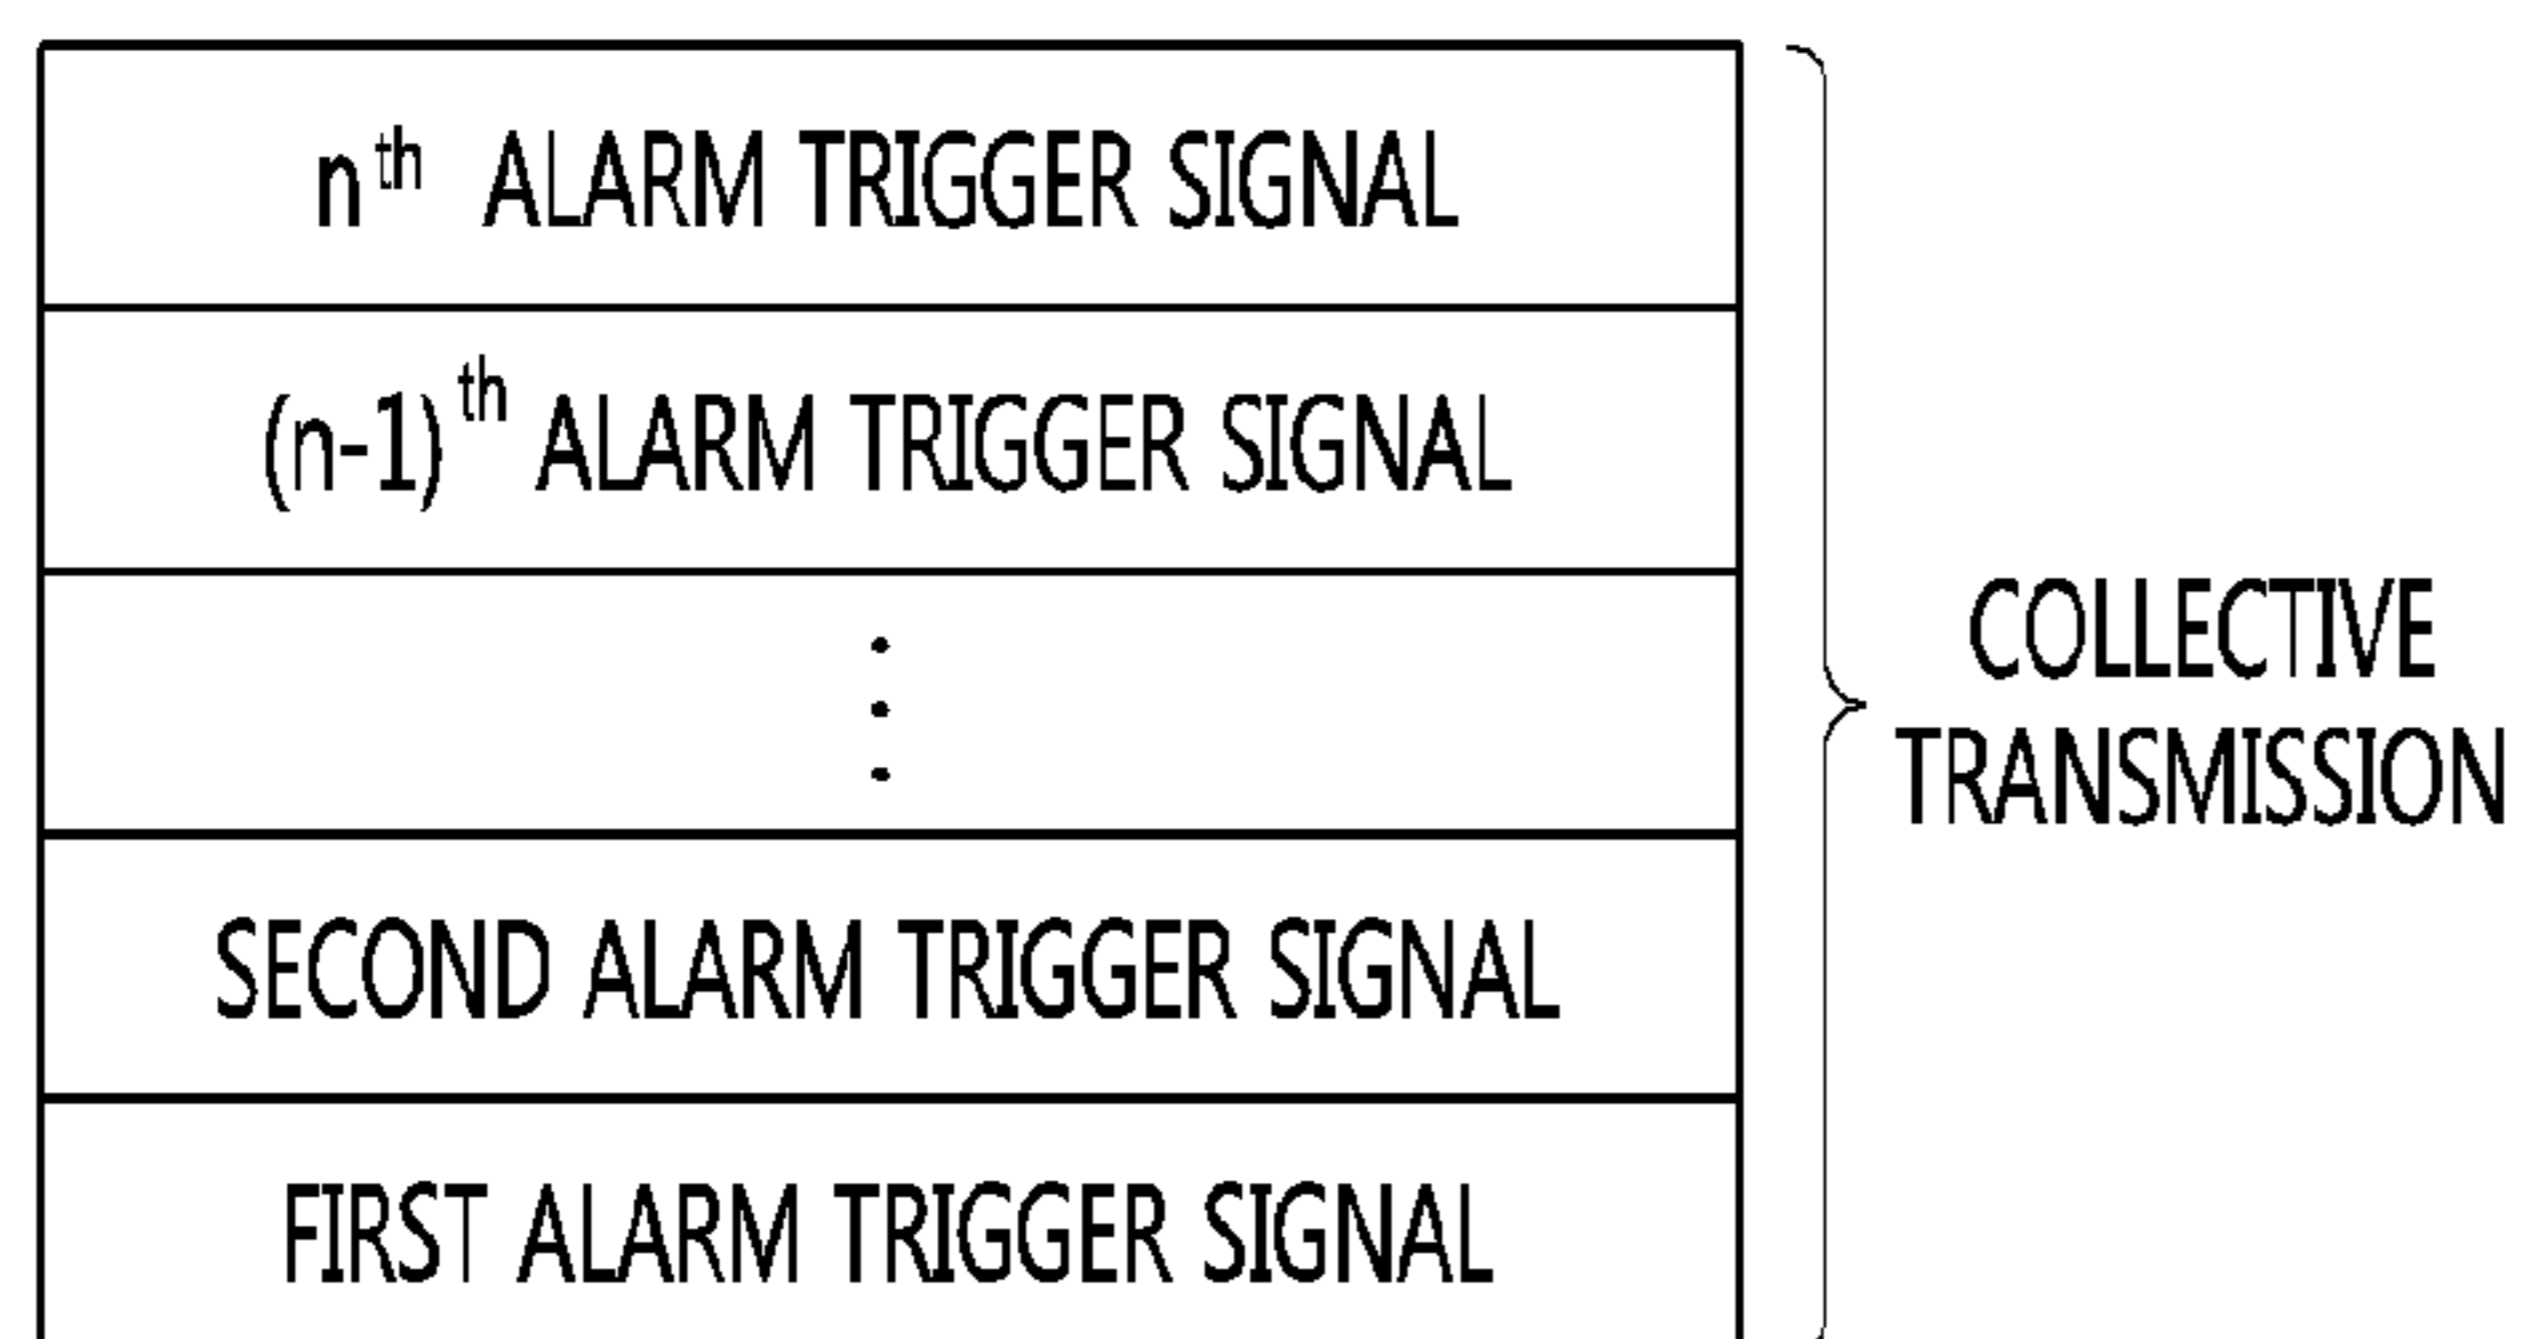 nth ALARM TRIGGER SIGNAL
(n-1)th ALARM TRIGGER SIGNAL
SECOND ALARM TRIGGER SIGNAL
FIRST ALARM TRIGGER SIGNAL
COLLECTIVE
TRANSMISSION